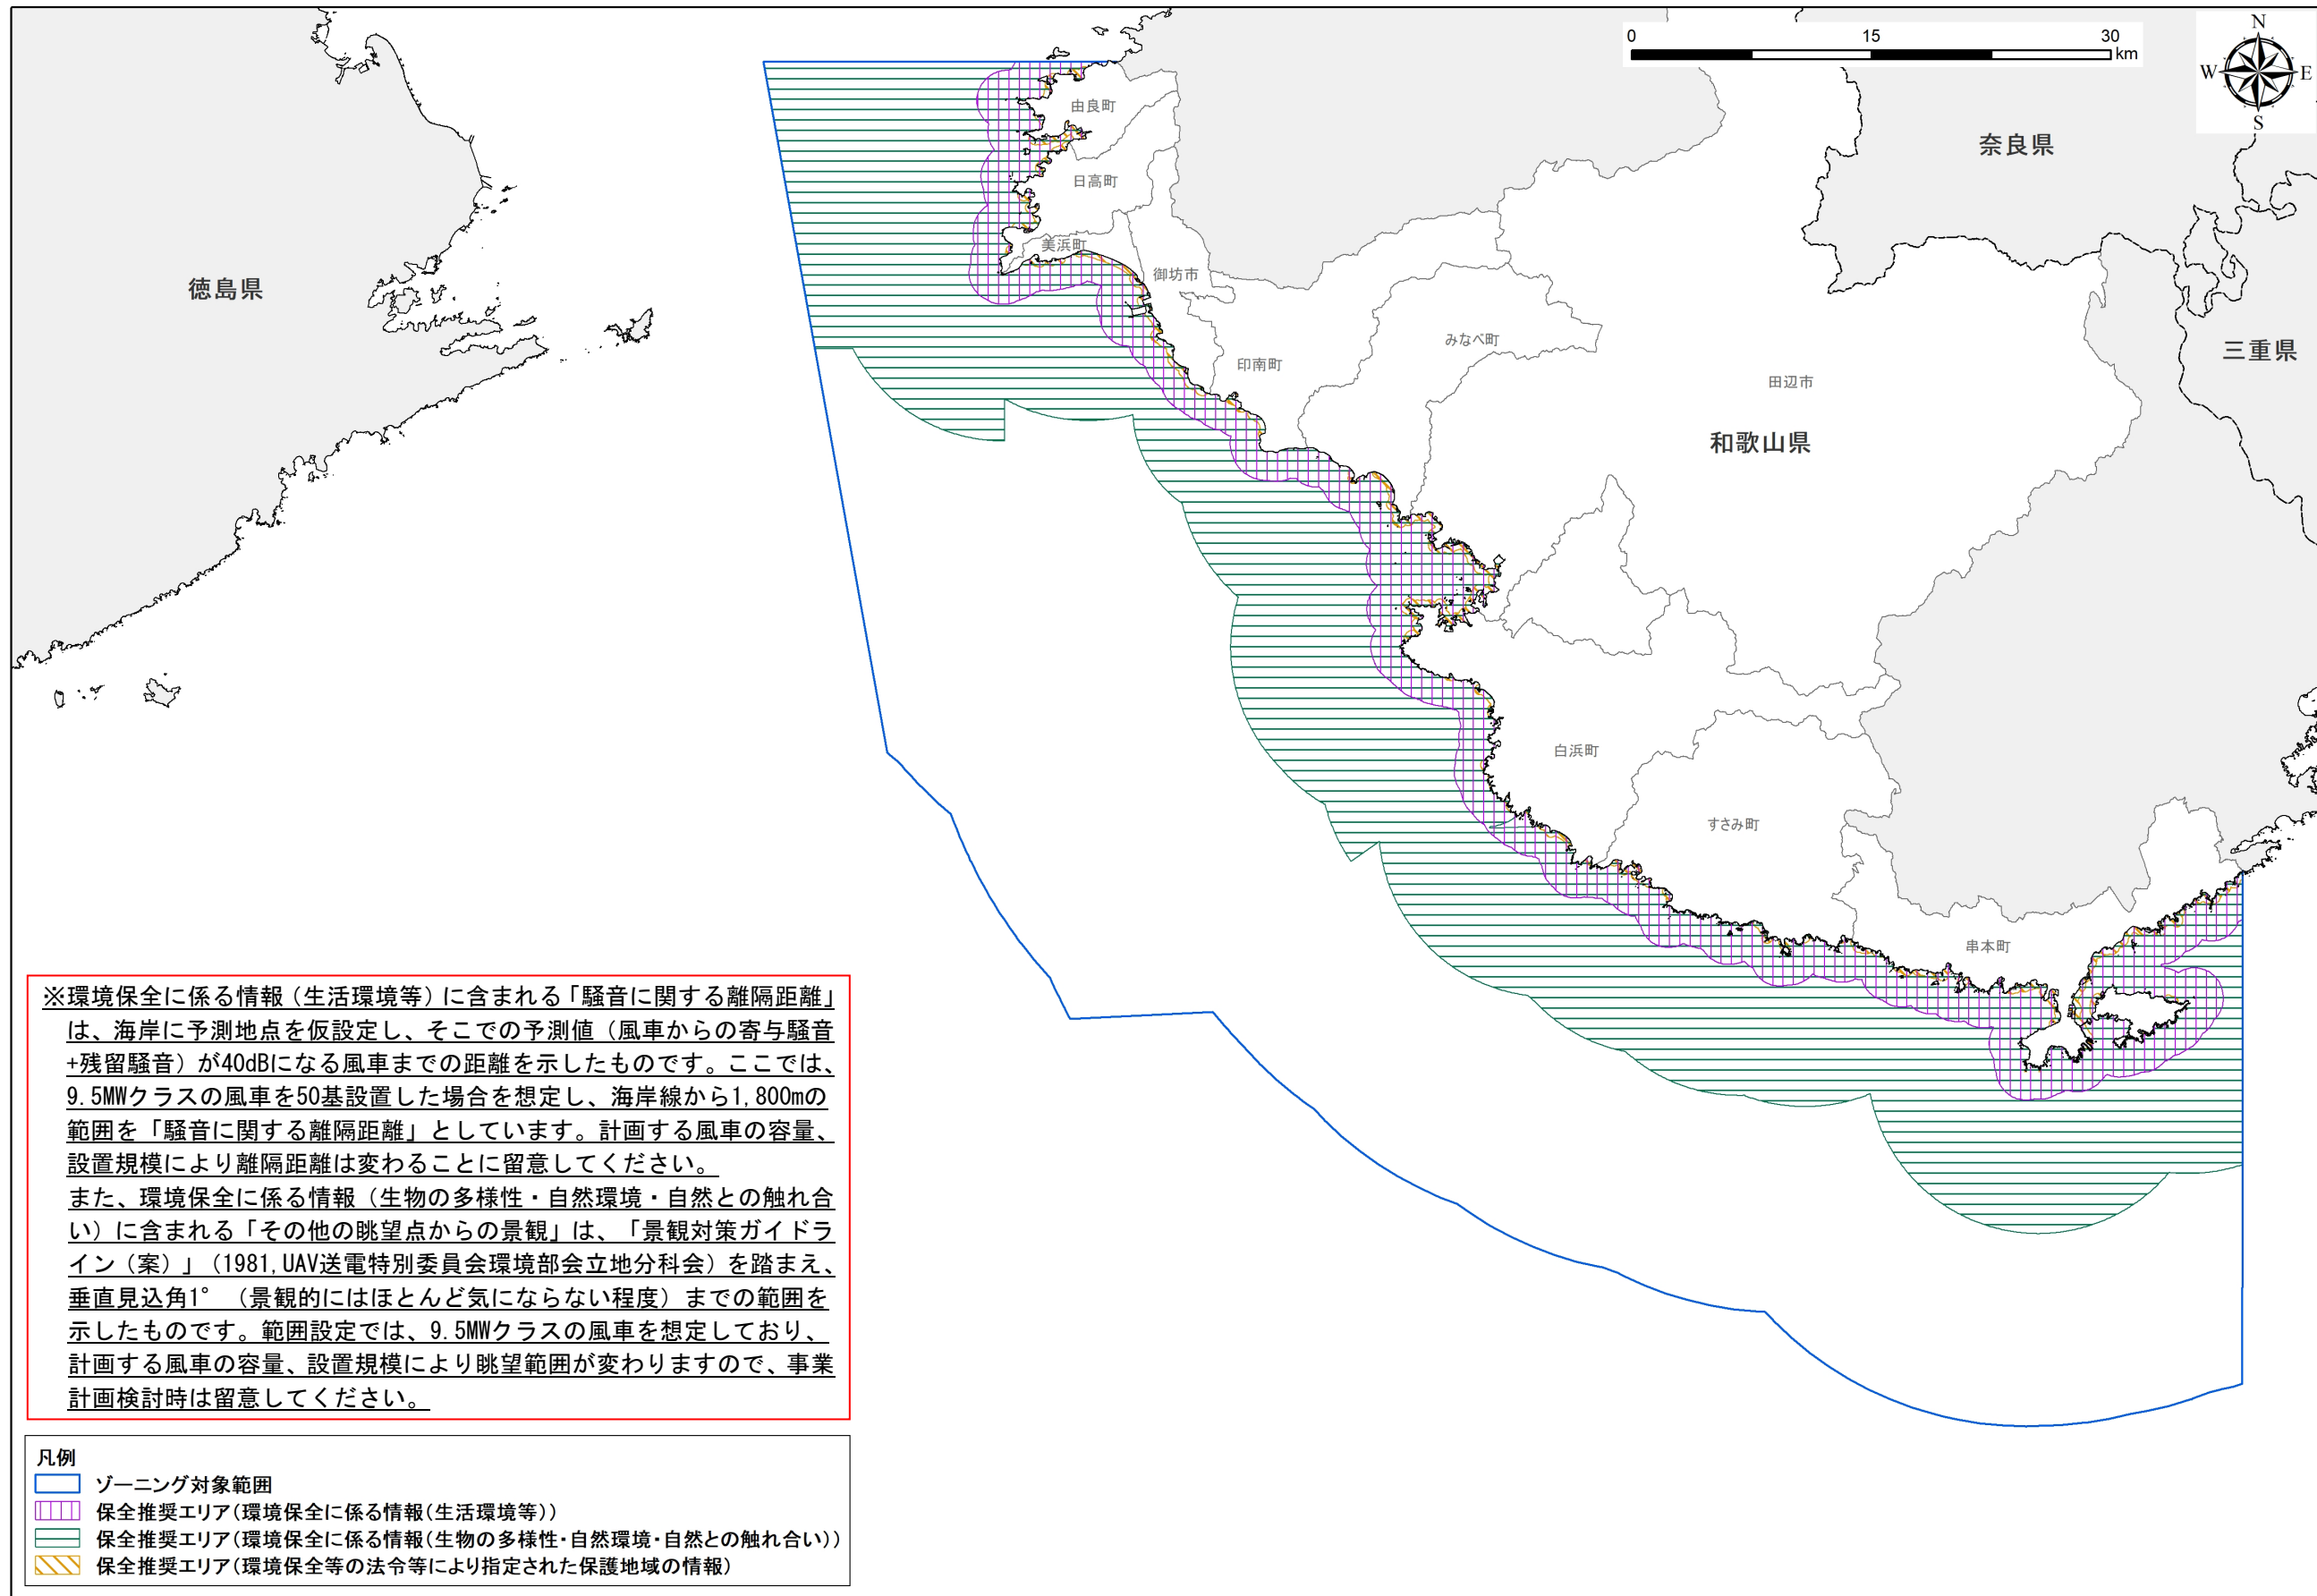 0 15 30
km
N
W E
S
由良町
奈良県
日高町
美浜町
御坊市
徳島県
みなべ町
三重県
印南町
田辺市
和歌山県
白浜町
すさみ町
串本町
※環境保全に係る情報（生活環境等）に含まれる「騒音に関する離隔距離」
は、海岸に予測地点を仮設定し、そこでの予測値（風車からの寄与騒音
+残留騒音）が40dBになる風車までの距離を示したものです。ここでは、
9.5MWクラスの風車を50基設置した場合を想定し、海岸線から1,800mの
範囲を「騒音に関する離隔距離」としています。計画する風車の容量、
設置規模により離隔距離は変わることに留意してください。
また、環境保全に係る情報（生物の多様性・自然環境・自然との触れ合
い）に含まれる「その他の眺望点からの景観」は、「景観対策ガイドラ
イン（案）」（1981,UAV送電特別委員会環境部会立地分科会）を踏まえ、
垂直見込角1°（景観的にはほとんど気にならない程度）までの範囲を
示したものです。範囲設定では、9.5MWクラスの風車を想定しており、
計画する風車の容量、設置規模により眺望範囲が変わりますので、事業
計画検討時は留意してください。
凡例
ゾーニング対象範囲
保全推奨エリア（環境保全に係る情報（生活環境等））
保全推奨エリア（環境保全に係る情報（生物の多様性・自然環境・自然との触れ合い））
保全推奨エリア（環境保全等の法令等により指定された保護地域の情報）